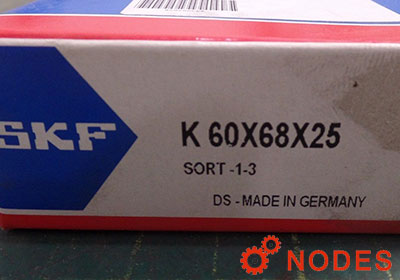 SKF
K 60X68X25
SORT -1-3
DS - MADE IN GERMANY
NODES